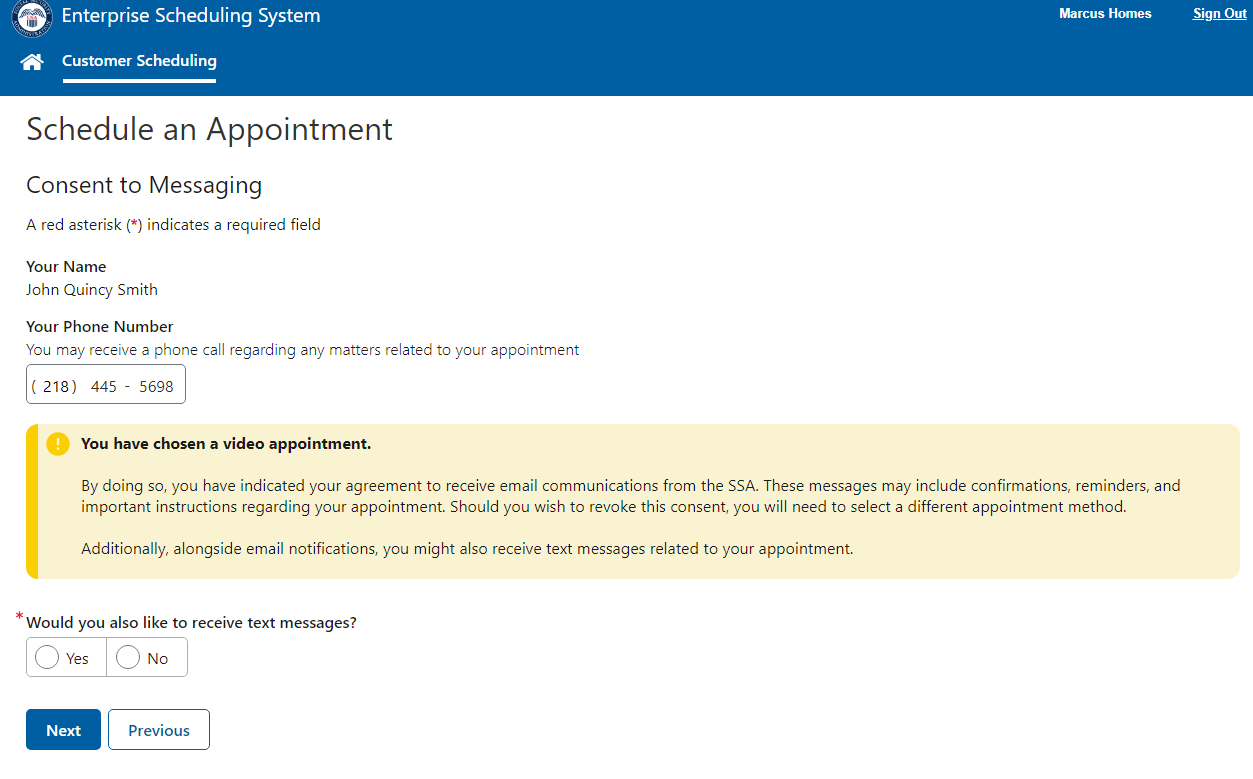 Enterprise Scheduling System
Marcus Homes
Sign Out
Customer Scheduling
Schedule an Appointment
Consent to Messaging
A red asterisk (*) indicates a required field
Your Name
John Quincy Smith
Your Phone Number
You may receive a phone call regarding any matters related to your appointment
( 218 ) 445 - 5698
You have chosen a video appointment.
By doing so, you have indicated your agreement to receive email communications from the SSA. These messages may include confirmations, reminders, and
important instructions regarding your appointment. Should you wish to revoke this consent, you will need to select a different appointment method.
Additionally, alongside email notifications, you might also receive text messages related to your appointment.
* Would you also like to receive text messages?
Yes No
Next Previous